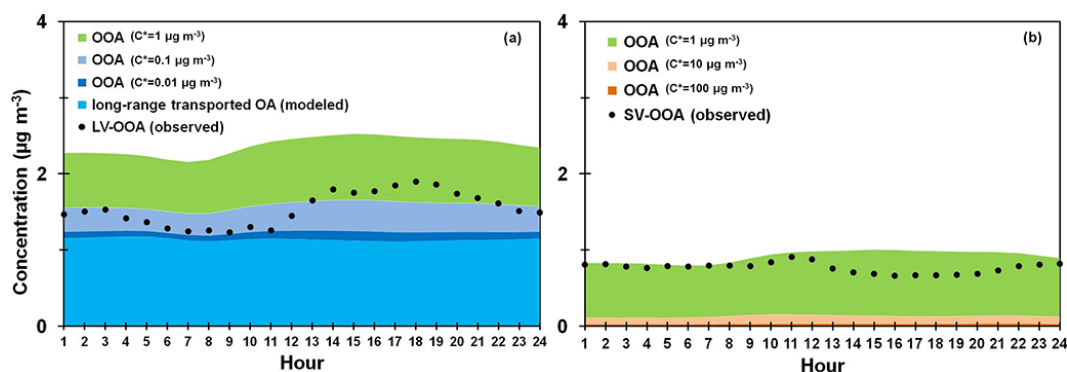 4
2
0
Concentration (μg m⁻³)
(a)
OOA (C*=1 μg m⁻³)
OOA (C*=0.1 μg m⁻³)
OOA (C*=0.01 μg m⁻³)
long-range transported OA (modeled)
LV-OOA (observed)
1 2 3 4 5 6 7 8 9 10 11 12 13 14 15 16 17 18 19 20 21 22 23 24
Hour
4
2
0
(b)
OOA (C*=1 μg m⁻³)
OOA (C*=10 μg m⁻³)
OOA (C*=100 μg m⁻³)
SV-OOA (observed)
1 2 3 4 5 6 7 8 9 10 11 12 13 14 15 16 17 18 19 20 21 22 23 24
Hour